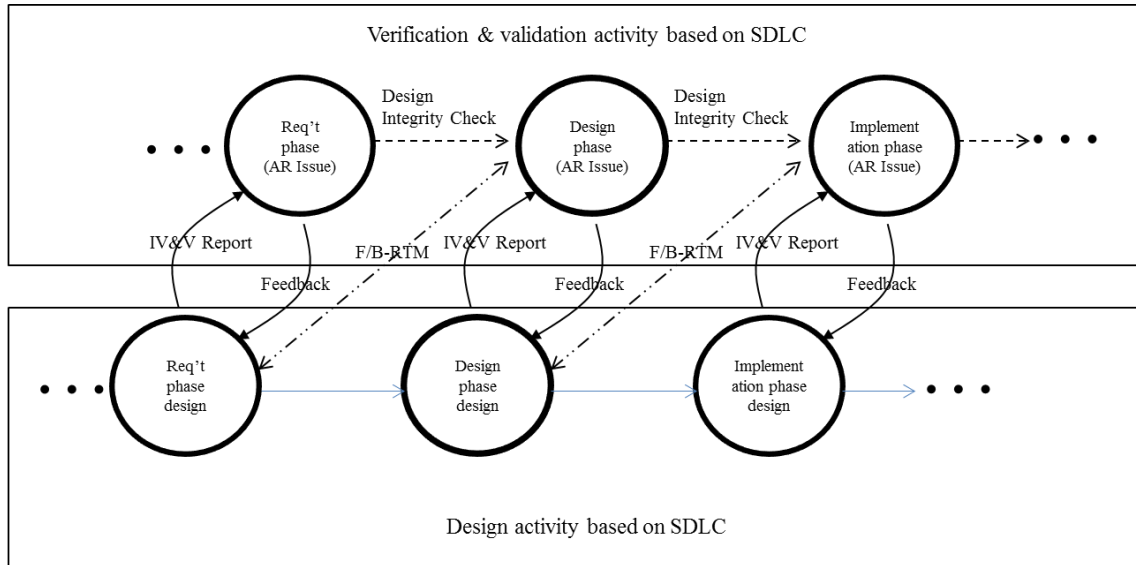 Verification & validation activity based on SDLC
Design
Integrity Check
Design
Integrity Check
Req't
phase
(AR Issue)
Design
phase
(AR Issue)
Implement
ation phase
(AR Issue)
IV&V Report
F/B-RTM
IV&V Report
F/B-RTM
IV&V Report
Feedback
Feedback
Feedback
Req't
phase
design
Design
phase
design
Implement
ation phase
design
Design activity based on SDLC